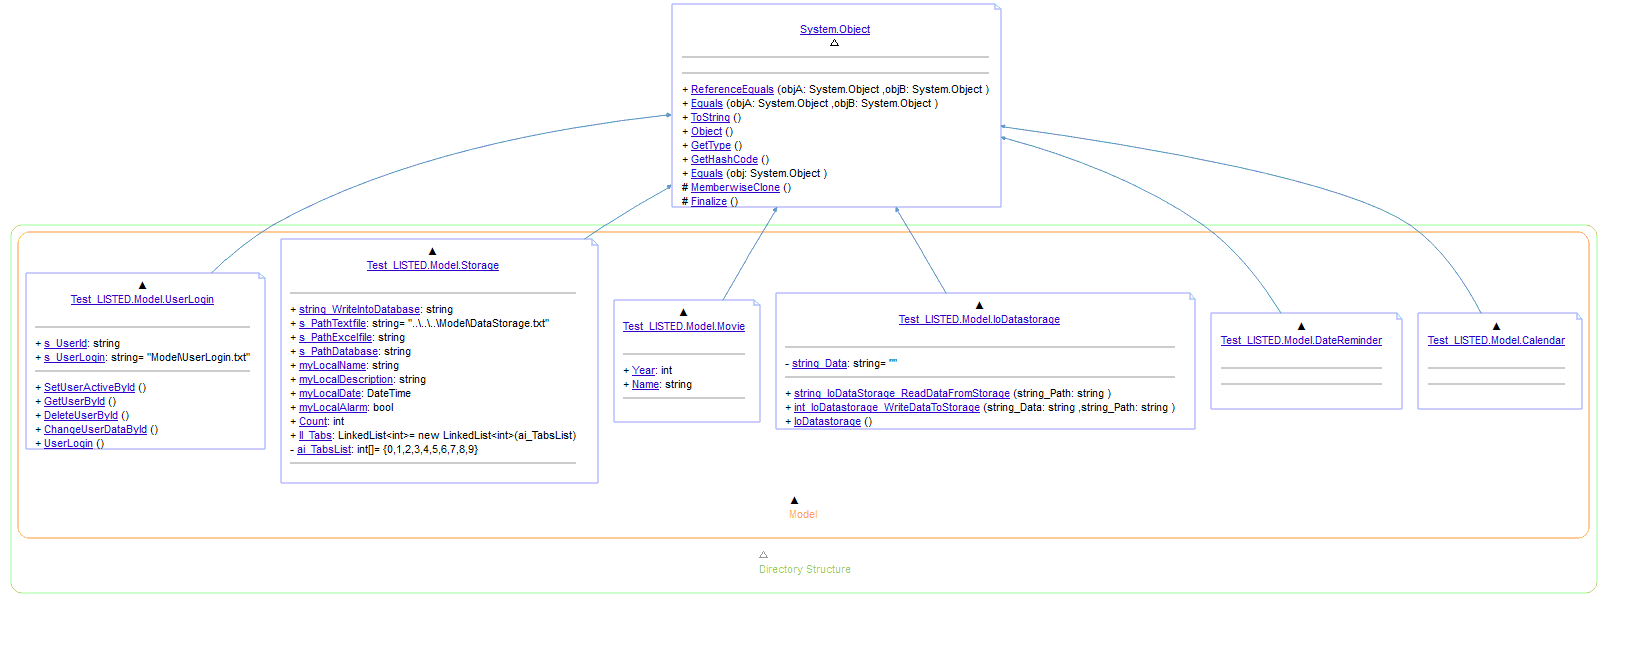 System.Object
+ ReferenceEquals (objA: System.Object ,objB: System.Object )
+ Equals (objA: System.Object ,objB: System.Object )
+ ToString ()
+ Object ()
+ GetType ()
+ GetHashCode ()
+ Equals (obj: System.Object )
# MemberwiseClone ()
# Finalize ()
Test_LISTED.Model.UserLogin
+ s_UserId: string
+ s_UserLogin: string= "Model\UserLogin.txt"
+ SetUserActiveById ()
+ GetUserById ()
+ DeleteUserById ()
+ ChangeUserDataById ()
+ UserLogin ()
Test_LISTED.Model.Storage
+ string_WriteIntoDatabase: string
+ s_PathTextfile: string= "..\..\..\Model\DataStorage.txt"
+ s_PathExcelfile: string
+ s_PathDatabase: string
+ myLocalName: string
+ myLocalDescription: string
+ myLocalDate: DateTime
+ myLocalAlarm: bool
+ Count: int
+ ll_Tabs: LinkedList<int>= new LinkedList<int>(ai_TabsList)
- ai_TabsList: int[]= {0,1,2,3,4,5,6,7,8,9}
Test_LISTED.Model.Movie
+ Year: int
+ Name: string
Test_LISTED.Model.IoDatastorage
- string_Data: string= ""
+ string_IoDataStorage_ReadDataFromStorage (string_Path: string )
+ int_IoDatastorage_WriteDataToStorage (string_Data: string ,string_Path: string )
+ IoDatastorage ()
Test_LISTED.Model.DateReminder
Test_LISTED.Model.Calendar
Model
Directory Structure